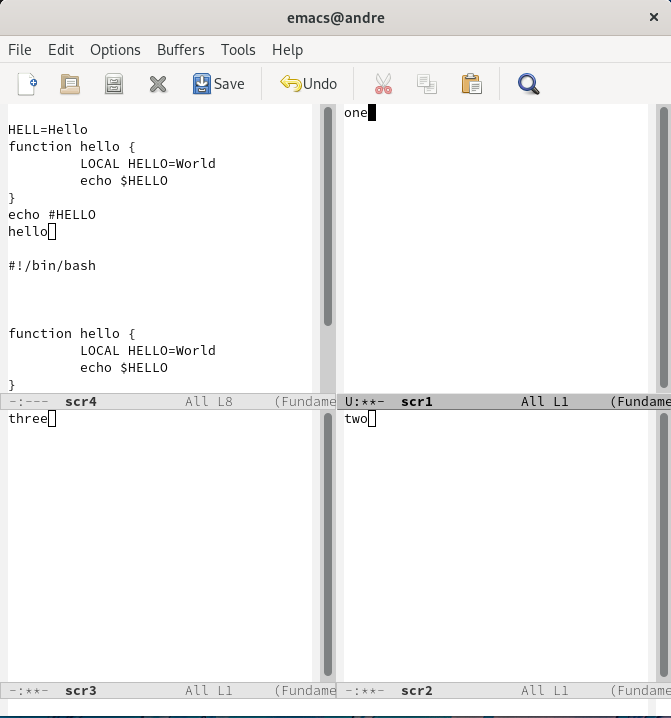 emacs@andre
File Edit Options Buffers Tools Help
Save Undo
HELL=Hello
function hello {
LOCAL HELLO=World
echo $HELLO
}
echo #HELLO
hello
#!/bin/bash
function hello {
LOCAL HELLO=World
echo $HELLO
}
-:--- scr4 All L8 (Fundame
one
U:**- scr1 All L1 (Fundame
three
-:**- scr3 All L1 (Fundame
two
-:**- scr2 All L1 (Fundame